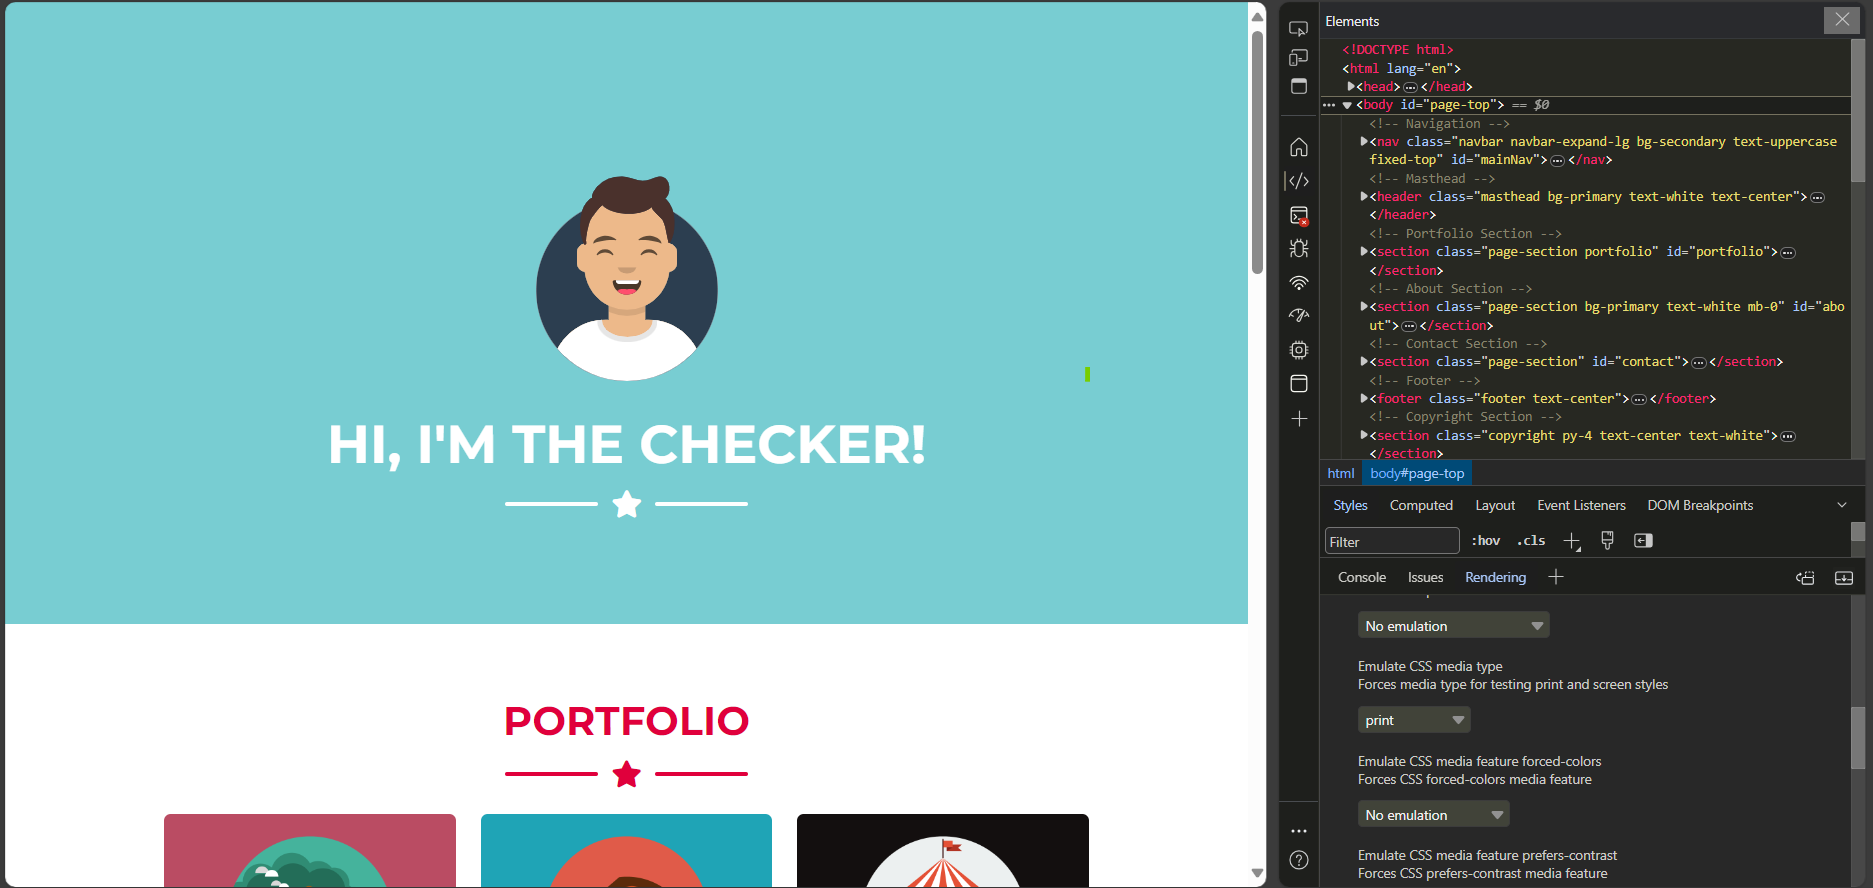 HI, I'M THE CHECKER!
PORTFOLIO
Elements
<!DOCTYPE html>
<html lang="en">
<head> </head>
<body id="page-top"> == $0
<!-- Navigation -->
<nav class="navbar navbar-expand-lg bg-secondary text-uppercase
fixed-top" id="mainNav"> </nav>
<!-- Masthead -->
<header class="masthead bg-primary text-white text-center">
</header>
<!-- Portfolio Section -->
<section class="page-section portfolio" id="portfolio">
</section>
<!-- About Section -->
<section class="page-section bg-primary text-white mb-0" id="abo
ut"> </section>
<!-- Contact Section -->
<section class="page-section" id="contact"> </section>
<!-- Footer -->
<footer class="footer text-center"> </footer>
<!-- Copyright Section -->
<section class="copyright py-4 text-center text-white">
</section>
html body#page-top
Styles Computed Layout Event Listeners DOM Breakpoints
Filter :hov .cls
Console Issues Rendering
No emulation
Emulate CSS media type
Forces media type for testing print and screen styles
print
Emulate CSS media feature forced-colors
Forces CSS forced-colors media feature
No emulation
Emulate CSS media feature prefers-contrast
Forces CSS prefers-contrast media feature